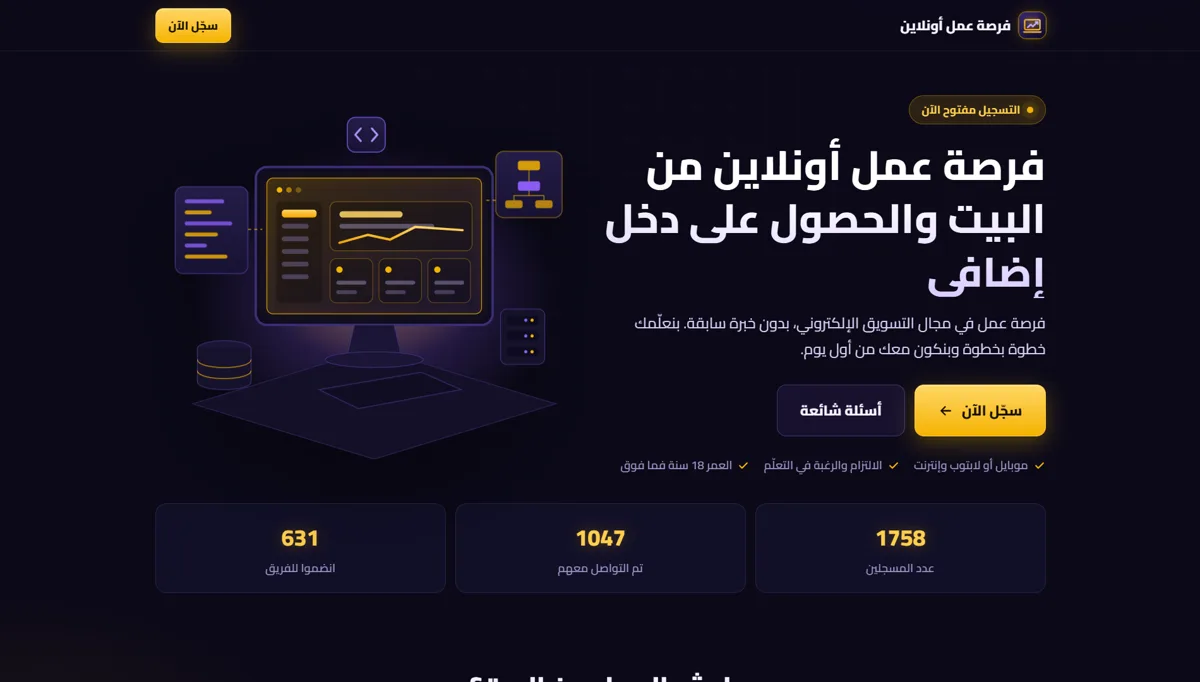 فرصة عمل أونلاين
سجّل الآن
التسجيل مفتوح الآن
فرصة عمل أونلاين من
البيت والحصول على دخل
إضافى
فرصة عمل في مجال التسويق الإلكتروني، بدون خبرة سابقة. بنعلّمك
خطوة بخطوة وبنكون معك من أول يوم.
سجّل الآن ←
أسئلة شائعة
موبايل أو لابتوب وإنترنت
الالتزام والرغبة في التعلّم
العمر 18 سنة فما فوق
1758
عدد المسجلين
1047
تم التواصل معهم
631
انضموا للفريق